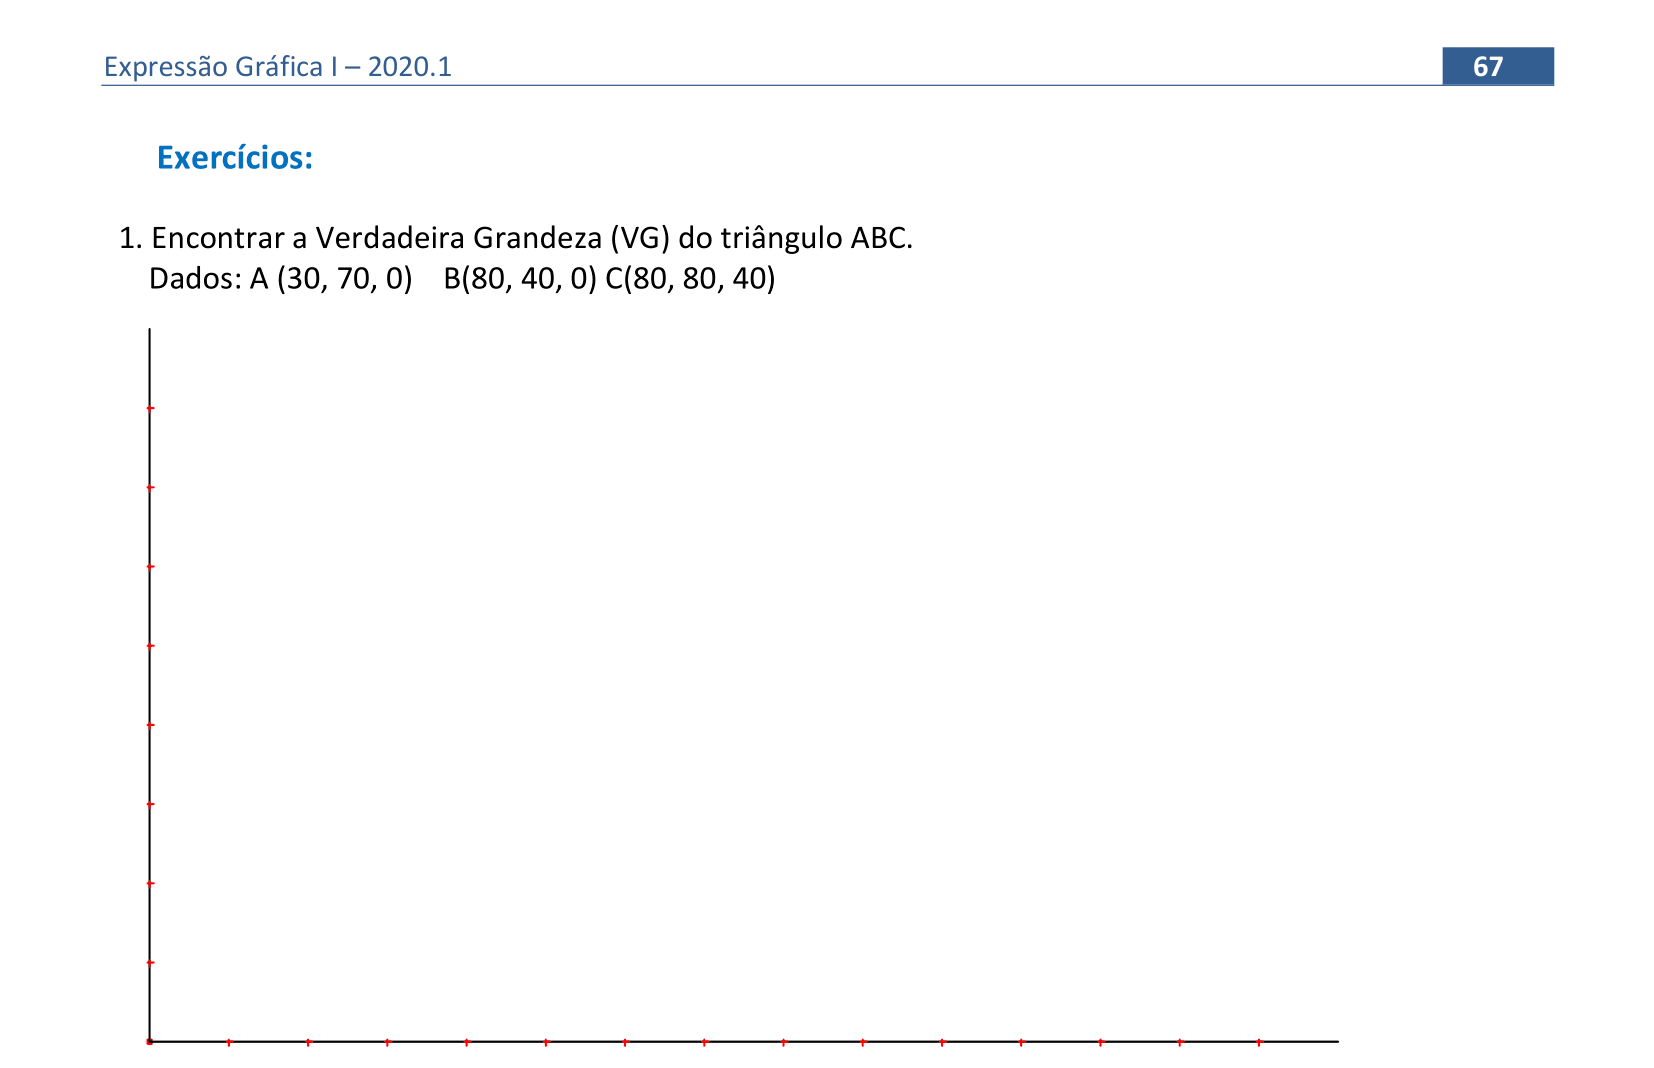 Expressão Gráfica I – 2020.1 67
Exercícios:
1. Encontrar a Verdadeira Grandeza (VG) do triângulo ABC.
Dados: A (30, 70, 0) B(80, 40, 0) C(80, 80, 40)